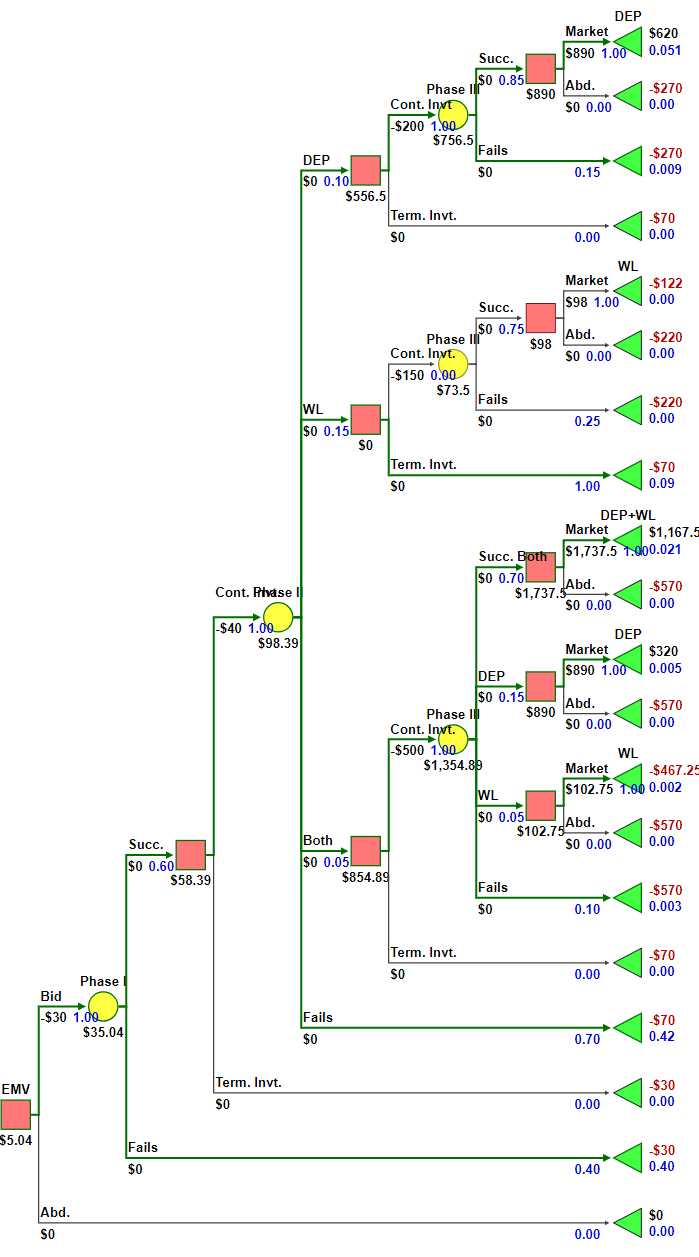 DEP
Market
$620
$890 1.00
0.051
Succ.
$0 0.85
Abd.
-$270
Phase III
$890
$0 0.00
0.00
Cont. Invt.
-$200 1.00
$756.5
Fails
-$270
DEP
$0
0.15
0.009
$0 0.10
$556.5
Term. Invt.
-$70
$0
0.00
0.00
WL
Market
-$122
$98 1.00
0.00
Succ.
$0 0.75
Abd.
-$220
Phase III
$98
$0 0.00
0.00
Cont. Invt.
-$150 0.00
$73.5
Fails
-$220
WL
$0
0.25
0.00
$0 0.15
$0
Term. Invt.
-$70
$0
1.00
0.09
DEP+WL
Market
$1,167.5
$1,737.5 1.00
0.021
Succ. Both
$0 0.70
Abd.
-$570
$1,737.5
$0 0.00
0.00
Cont. Invt.
Phase II
-$40 1.00
$98.39
DEP
Market
$320
$890 1.00
0.005
DEP
$0 0.15
Abd.
-$570
$890
$0 0.00
0.00
Phase III
Cont. Invt.
-$500 1.00
$1,354.89
WL
Market
-$467.25
$102.75 1.00
0.002
WL
$0 0.05
Abd.
-$570
$102.75
$0 0.00
0.00
Both
$0 0.05
$854.89
Succ.
$0 0.60
$58.39
Fails
-$570
$0
0.10
0.003
Term. Invt.
-$70
$0
0.00
0.00
Phase I
Bid
-$30 1.00
$35.04
Fails
-$70
$0
0.70
0.42
EMV
$5.04
Term. Invt.
-$30
$0
0.00
0.00
Fails
-$30
$0
0.40
0.40
Abd.
$0
$0
0.00
0.00